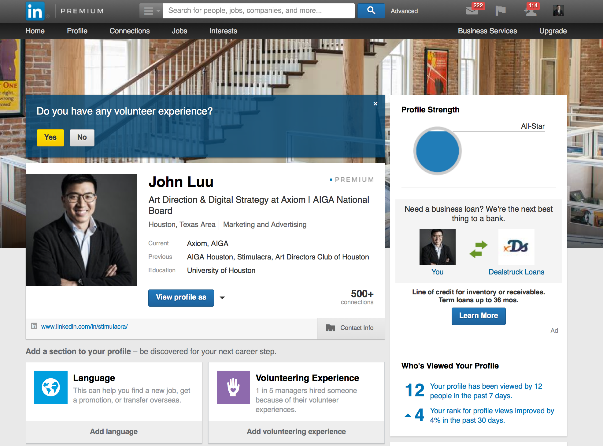 in PREMIUM
Search for people, jobs, companies, and more...
Advanced
222
114
Home Profile Connections Jobs Interests
Business Services Upgrade
Do you have any volunteer experience?
×
Yes No
John Luu
PREMIUM
Art Direction & Digital Strategy at Axiom | AIGA National
Board
Houston, Texas Area Marketing and Advertising
Current Axiom, AIGA
Previous AIGA Houston, Stimulacra, Art Directors Club of Houston
Education University of Houston
View profile as
500+
connections
www.linkedin.com/in/stimulacra/
Contact Info
Add a section to your profile – be discovered for your next career step.
Language
This can help you find a new job, get
a promotion, or transfer overseas.
Add language
Volunteering Experience
1 in 5 managers hired someone
because of their volunteer
experiences.
Add volunteering experience
Profile Strength
All-Star
Need a business loan? We're the next best
thing to a bank.
xDs
You Dealstruck Loans
Line of credit for inventory or receivables.
Term loans up to 36 mos.
Learn More
Ad
Who's Viewed Your Profile
12 Your profile has been viewed by 12
people in the past 7 days.
4 Your rank for profile views improved by
4% in the past 30 days.